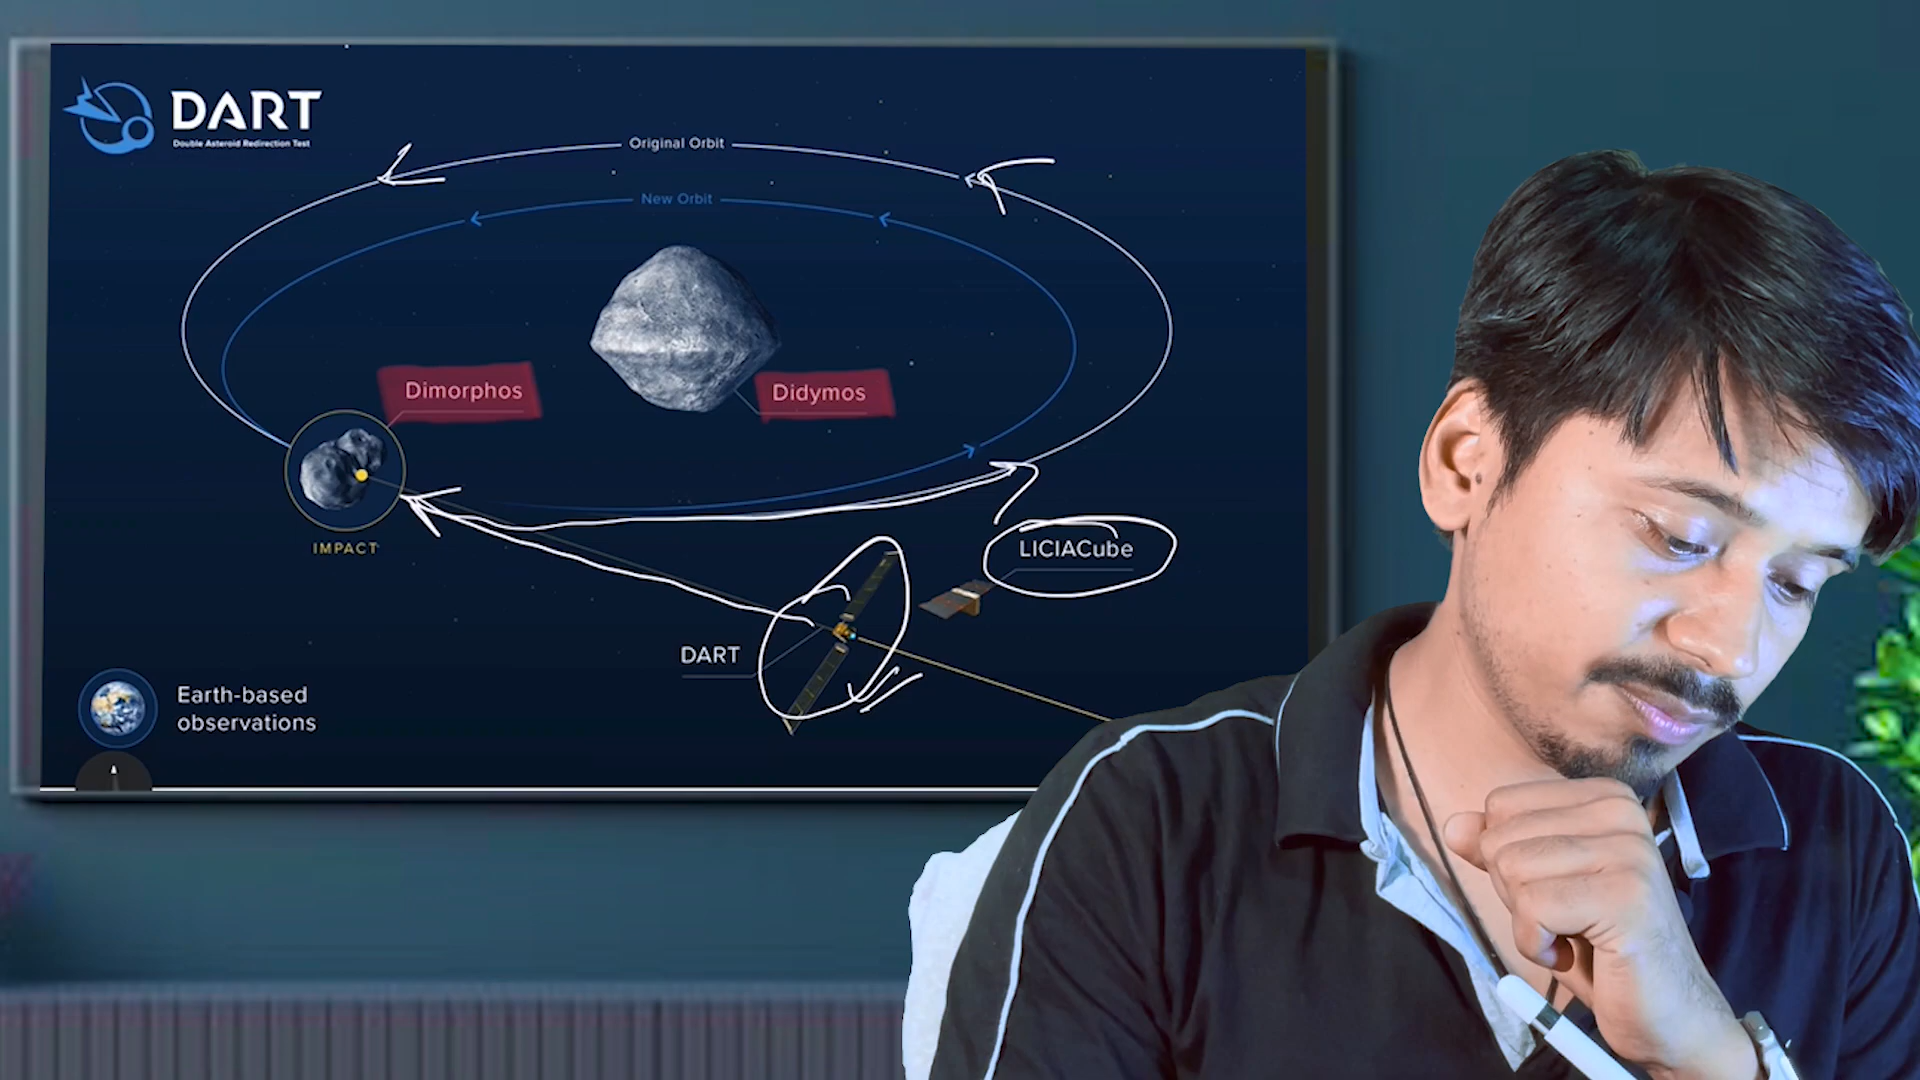 DART
Double Asteroid Redirection Test
Original Orbit
New Orbit
Dimorphos
Didymos
IMPACT
LICIACube
DART
Earth-based
observations